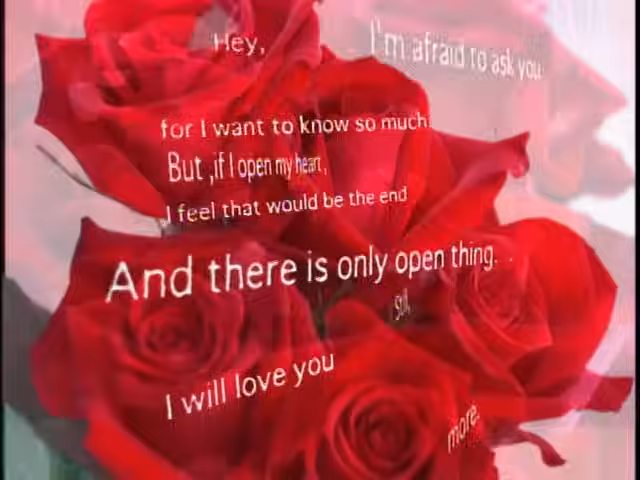 Hey,
I'm afraid to ask you
for I want to know so much.
But ,if I open my heart,
I feel that would be the end
And there is only open thing. .
Still,
I will love you
more.